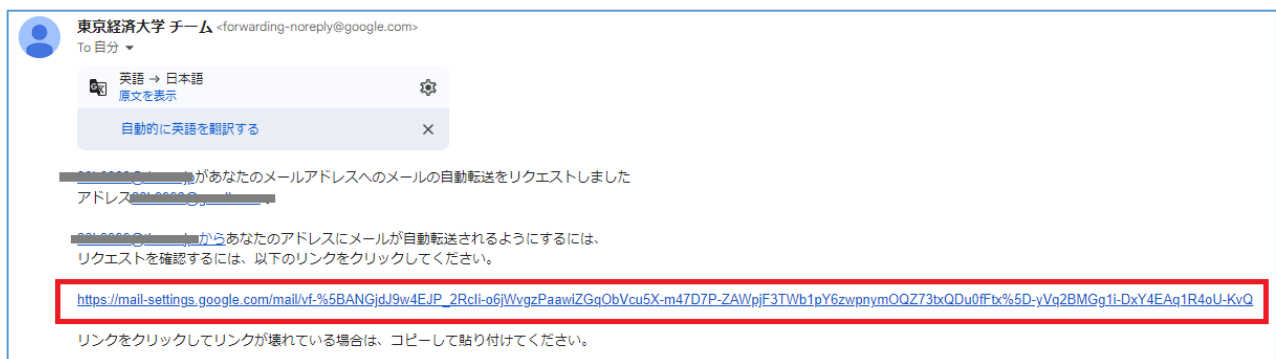 東京経済大学 チーム <forwarding-noreply@google.com>
To 自分
英語 → 日本語
原文を表示
自動的に英語を翻訳する
があなたのメールアドレスへのメールの自動転送をリクエストしました
アドレス
からあなたのアドレスにメールが自動転送されるようにするには、
リクエストを確認するには、以下のリンクをクリックしてください。
https://mail-settings.google.com/mail/vf-%5BANGjdJ9w4EJP_2RcIi-o6jWvgzPaawiZGqObVcu5X-m47D7P-ZAWpjF3TWb1pY6zwpnymOQZ73txQDu0fFtx%5D-yVq2BMGg1i-DxY4EAq1R4oU-KvQ
リンクをクリックしてリンクが壊れている場合は、コピーして貼り付けてください。